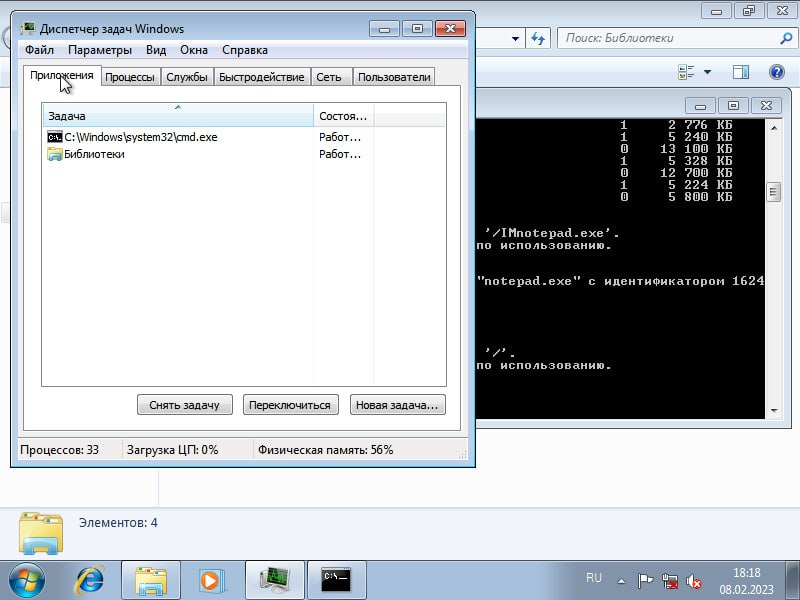 Диспетчер задач Windows
Файл Параметры Вид Окна Справка
Приложения Процессы Службы Быстродействие Сеть Пользователи
Задача Состоя...
C:\Windows\system32\cmd.exe Работ...
Библиотеки Работ...
Снять задачу Переключиться Новая задача...
Процессов: 33 Загрузка ЦП: 0% Физическая память: 56%
Поиск: Библиотеки
1 2 776 КБ
1 5 240 КБ
0 13 100 КБ
1 5 328 КБ
0 12 700 КБ
1 5 224 КБ
0 5 800 КБ
'/IMnotepad.exe'.
по использованию.
"notepad.exe" с идентификатором 1624
'/'.
по использованию.
Элементов: 4
C:\_
RU
18:18
08.02.2023